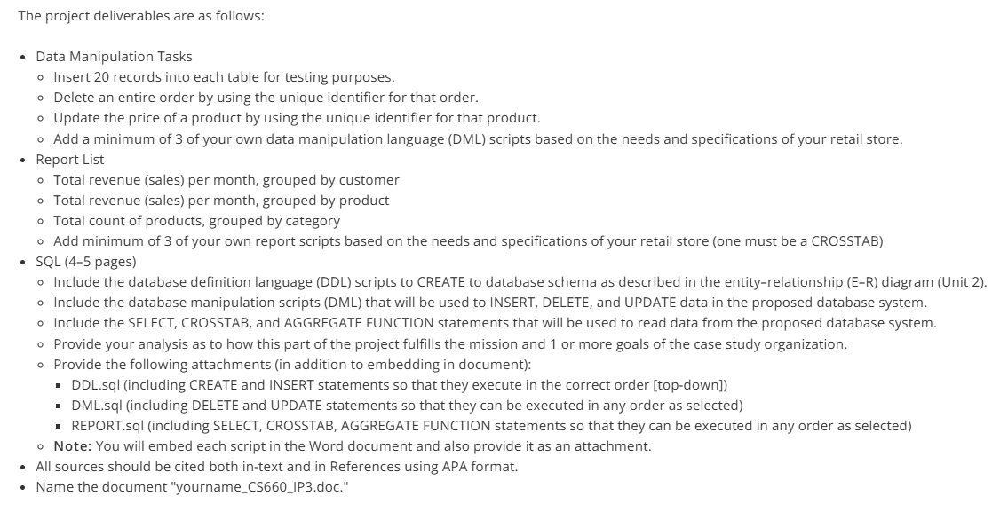 The project deliverables are as follows:
• Data Manipulation Tasks
◦ Insert 20 records into each table for testing purposes.
◦ Delete an entire order by using the unique identifier for that order.
◦ Update the price of a product by using the unique identifier for that product.
◦ Add a minimum of 3 of your own data manipulation language (DML) scripts based on the needs and specifications of your retail store.
• Report List
◦ Total revenue (sales) per month, grouped by customer
◦ Total revenue (sales) per month, grouped by product
◦ Total count of products, grouped by category
◦ Add minimum of 3 of your own report scripts based on the needs and specifications of your retail store (one must be a CROSSTAB)
• SQL (4–5 pages)
◦ Include the database definition language (DDL) scripts to CREATE to database schema as described in the entity–relationship (E–R) diagram (Unit 2).
◦ Include the database manipulation scripts (DML) that will be used to INSERT, DELETE, and UPDATE data in the proposed database system.
◦ Include the SELECT, CROSSTAB, and AGGREGATE FUNCTION statements that will be used to read data from the proposed database system.
◦ Provide your analysis as to how this part of the project fulfills the mission and 1 or more goals of the case study organization.
◦ Provide the following attachments (in addition to embedding in document):
▪ DDL.sql (including CREATE and INSERT statements so that they execute in the correct order [top-down])
▪ DML.sql (including DELETE and UPDATE statements so that they can be executed in any order as selected)
▪ REPORT.sql (including SELECT, CROSSTAB, AGGREGATE FUNCTION statements so that they can be executed in any order as selected)
◦ Note: You will embed each script in the Word document and also provide it as an attachment.
• All sources should be cited both in-text and in References using APA format.
• Name the document "yourname_CS660_IP3.doc."